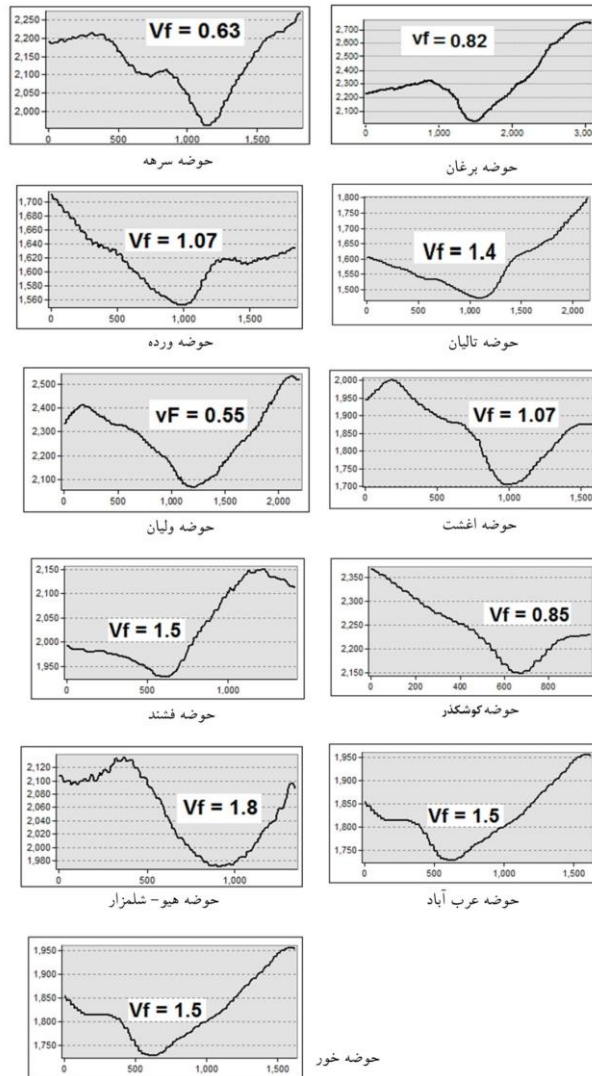 2,250
2,200
2,150
2,100
2,050
2,000
Vf = 0.63
0 500 1,000 1,500
حوضه سرهه
2,700
2,600
2,500
2,400
2,300
2,200
2,100
vf = 0.82
0 1,000 2,000 3,00
حوضه برغان
1,700
1,680
1,660
1,640
1,620
1,600
1,580
1,560
Vf = 1.07
0 500 1,000 1,500
حوضه ورده
1,800
1,750
1,700
1,650
1,600
1,550
1,500
Vf = 1.4
0 500 1,000 1,500 2,000
حوضه تالیان
2,500
2,400
2,300
2,200
2,100
vF = 0.55
0 500 1,000 1,500 2,000
حوضه ولیان
2,000
1,950
1,900
1,850
1,800
1,750
1,700
Vf = 1.07
0 500 1,000 1,500
حوضه اغشت
2,150
2,100
2,050
2,000
1,950
Vf = 1.5
0 500 1,000
حوضه فشند
2,350
2,300
2,250
2,200
2,150
Vf = 0.85
0 200 400 600 800
حوضه کوشکذر
2,120
2,100
2,080
2,060
2,040
2,020
2,000
1,980
Vf = 1.8
0 500 1,000
حوضه هیو - شلمزار
1,950
1,900
1,850
1,800
1,750
Vf = 1.5
0 500 1,000 1,500
حوضه عرب آباد
1,950
1,900
1,850
1,800
1,750
Vf = 1.5
0 500 1,000 1,500
حوضه خور